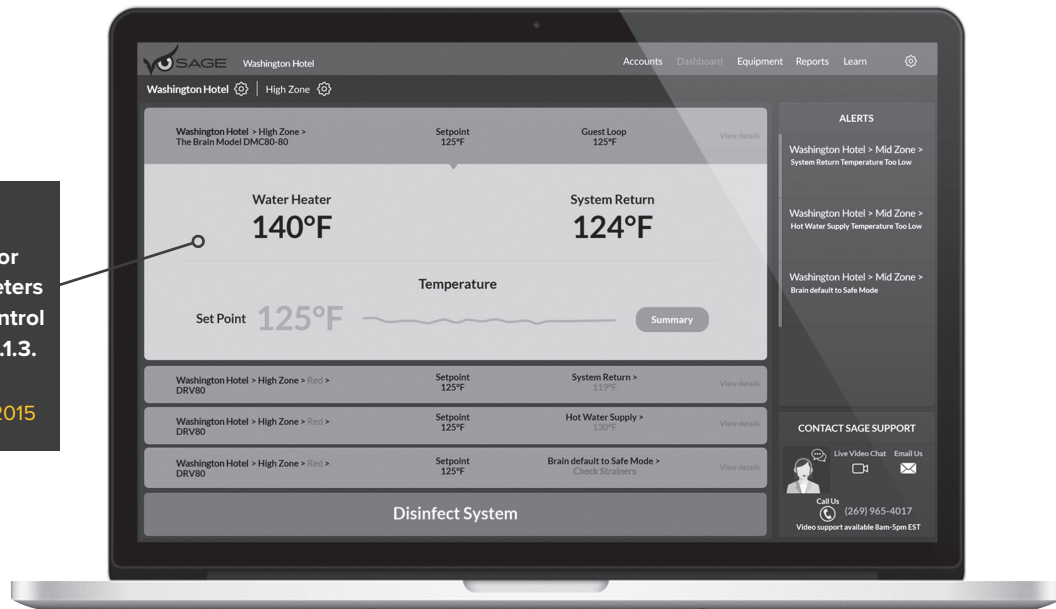 SAGE
Washington Hotel
Accounts Dashboard Equipment Reports Learn
Washington Hotel | High Zone
Washington Hotel > High Zone >
The Brain Model DMC80-80
Setpoint
125°F
Guest Loop
125°F
View details
Water Heater
140°F
System Return
124°F
Temperature
Set Point 125°F
Summary
Washington Hotel > High Zone > Red >
DRV80
Setpoint
125°F
System Return >
119°F
View details
Washington Hotel > High Zone > Red >
DRV80
Setpoint
125°F
Hot Water Supply >
130°F
View details
Washington Hotel > High Zone > Red >
DRV80
Setpoint
125°F
Brain default to Safe Mode >
Check Strainers
View details
Disinfect System
ALERTS
Washington Hotel > Mid Zone >
System Return Temperature Too Low
Washington Hotel > Mid Zone >
Hot Water Supply Temperature Too Low
Washington Hotel > Mid Zone >
Brain default to Safe Mode
CONTACT SAGE SUPPORT
Live Video Chat
Email Us
Call Us
(269) 965-4017
Video support available 8am-5pm EST
.1.3.
2015